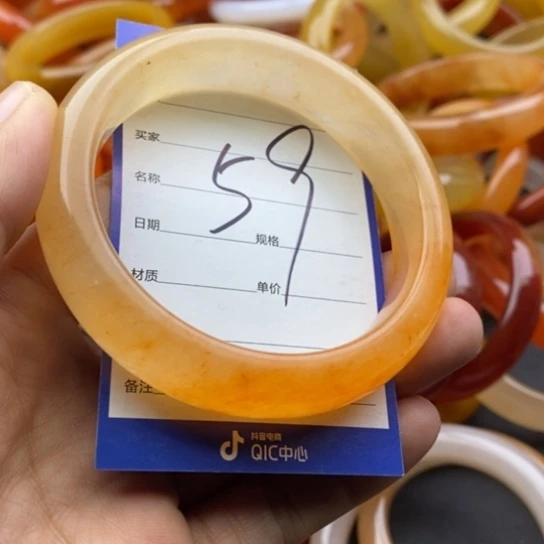 买家
59
名称
日期 规格
材质 单价
备注
抖音电商
QIC中心